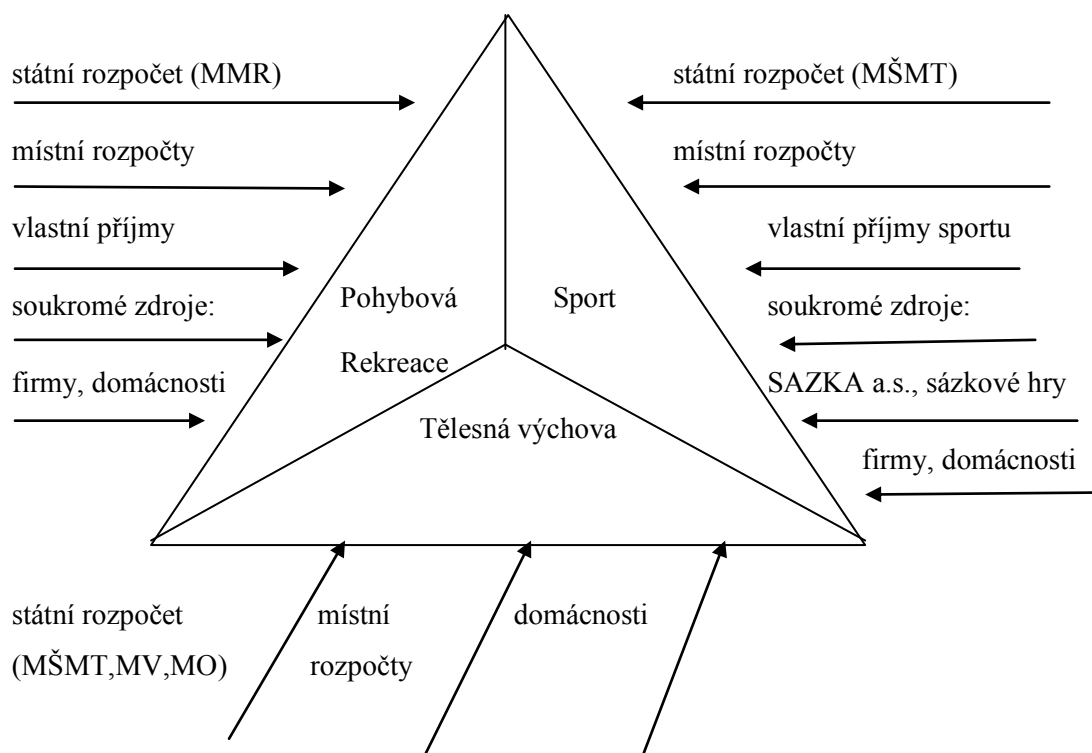 státní rozpočet (MMR)
státní rozpočet (MŠMT)
místní rozpočty
místní rozpočty
vlastní příjmy
vlastní příjmy sportu
soukromé zdroje:
Pohybová
Sport
soukromé zdroje:
Rekreace
firmy, domácnosti
SAZKA a.s., sázkové hry
Tělesná výchova
firmy, domácnosti
státní rozpočet
(MŠMT,MV,MO)
místní
rozpočty
domácnosti